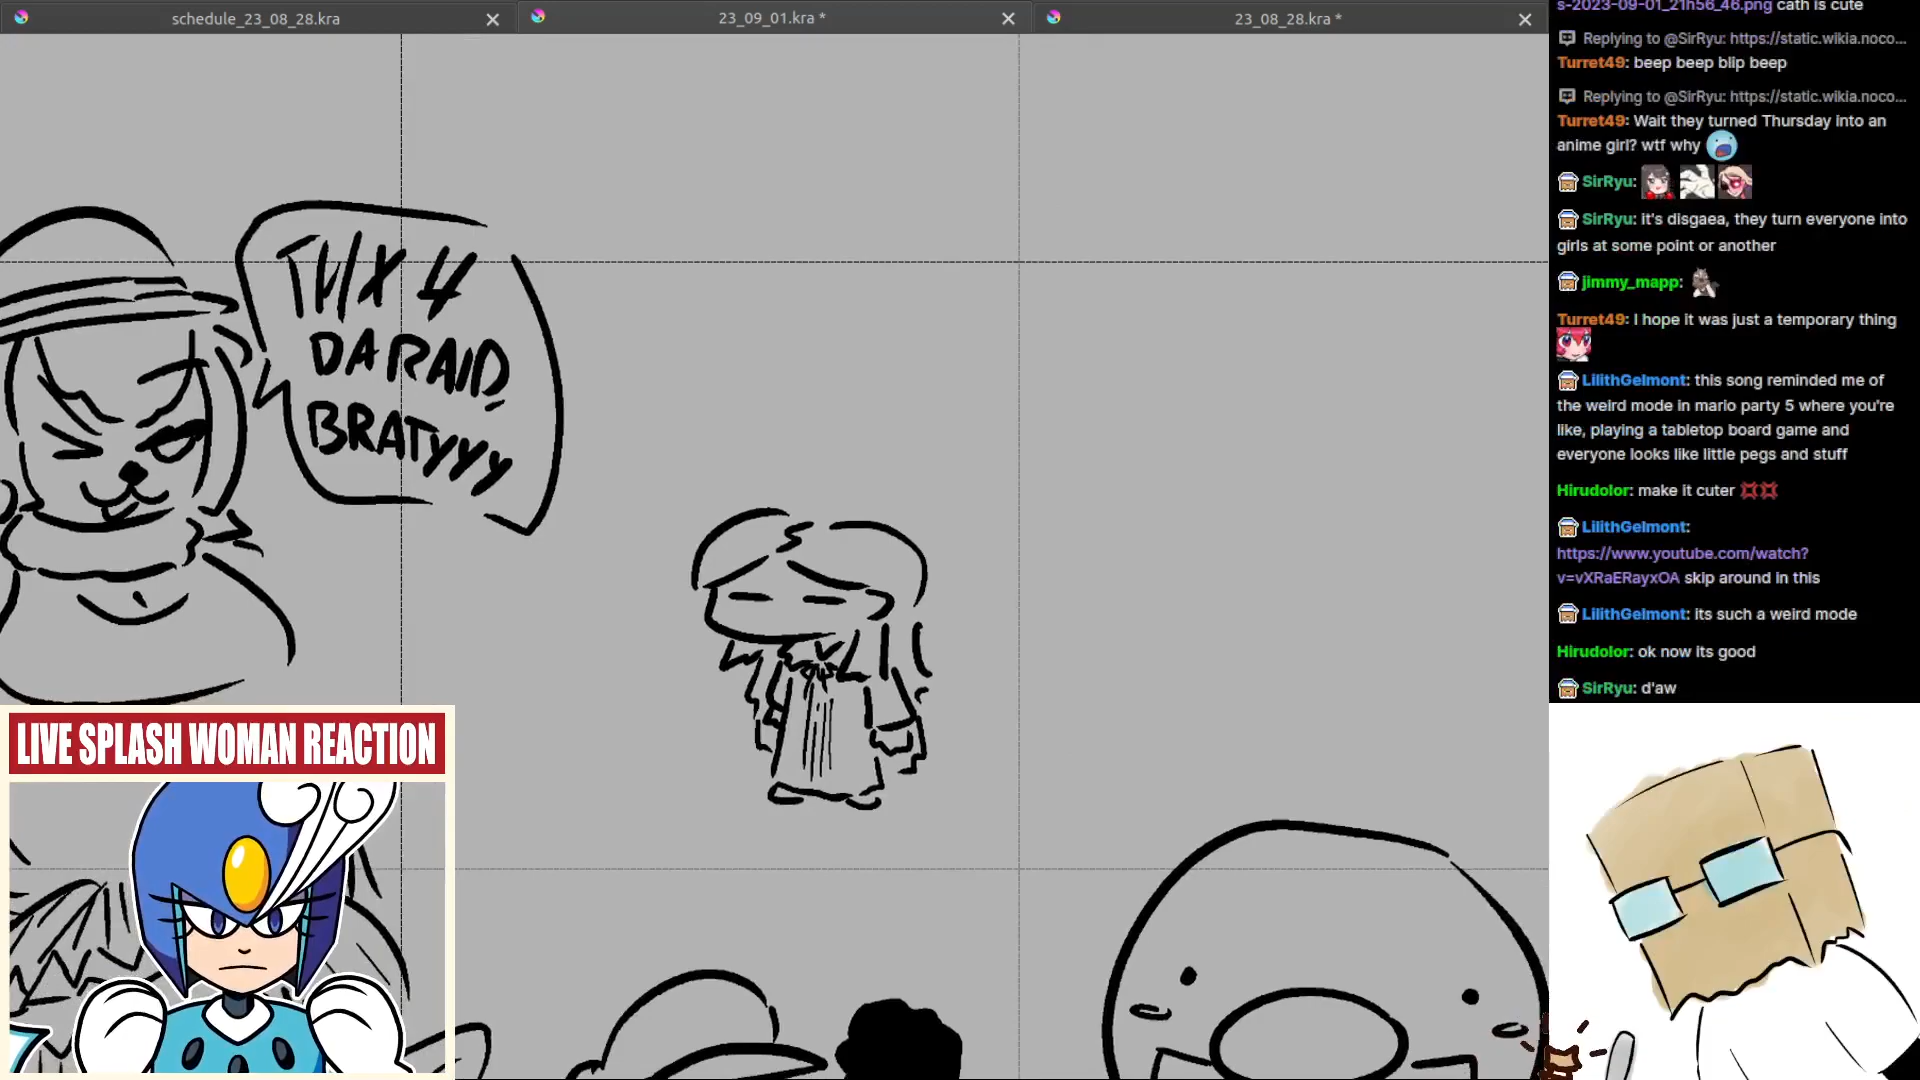 schedule_23_08_28.kra
23_09_01.kra *
23_08_28.kra *
THX 4
DA RAID
BRATYYY
LIVE SPLASH WOMAN REACTION
s-2023-09-01_21h56_46.png cath is cute
Replying to @SirRyu: https://static.wikia.noco...
Turret49: beep beep blip beep
Replying to @SirRyu: https://static.wikia.noco...
Turret49: Wait they turned Thursday into an
anime girl? wtf why
SirRyu:
SirRyu: it's disgaea, they turn everyone into
girls at some point or another
jimmy_mapp:
Turret49: I hope it was just a temporary thing
LilithGelmont: this song reminded me of
the weird mode in mario party 5 where you're
like, playing a tabletop board game and
everyone looks like little pegs and stuff
Hirudolor: make it cuter
LilithGelmont:
https://www.youtube.com/watch?
v=vXRaERayxOA skip around in this
LilithGelmont: its such a weird mode
Hirudolor: ok now its good
SirRyu: d'aw